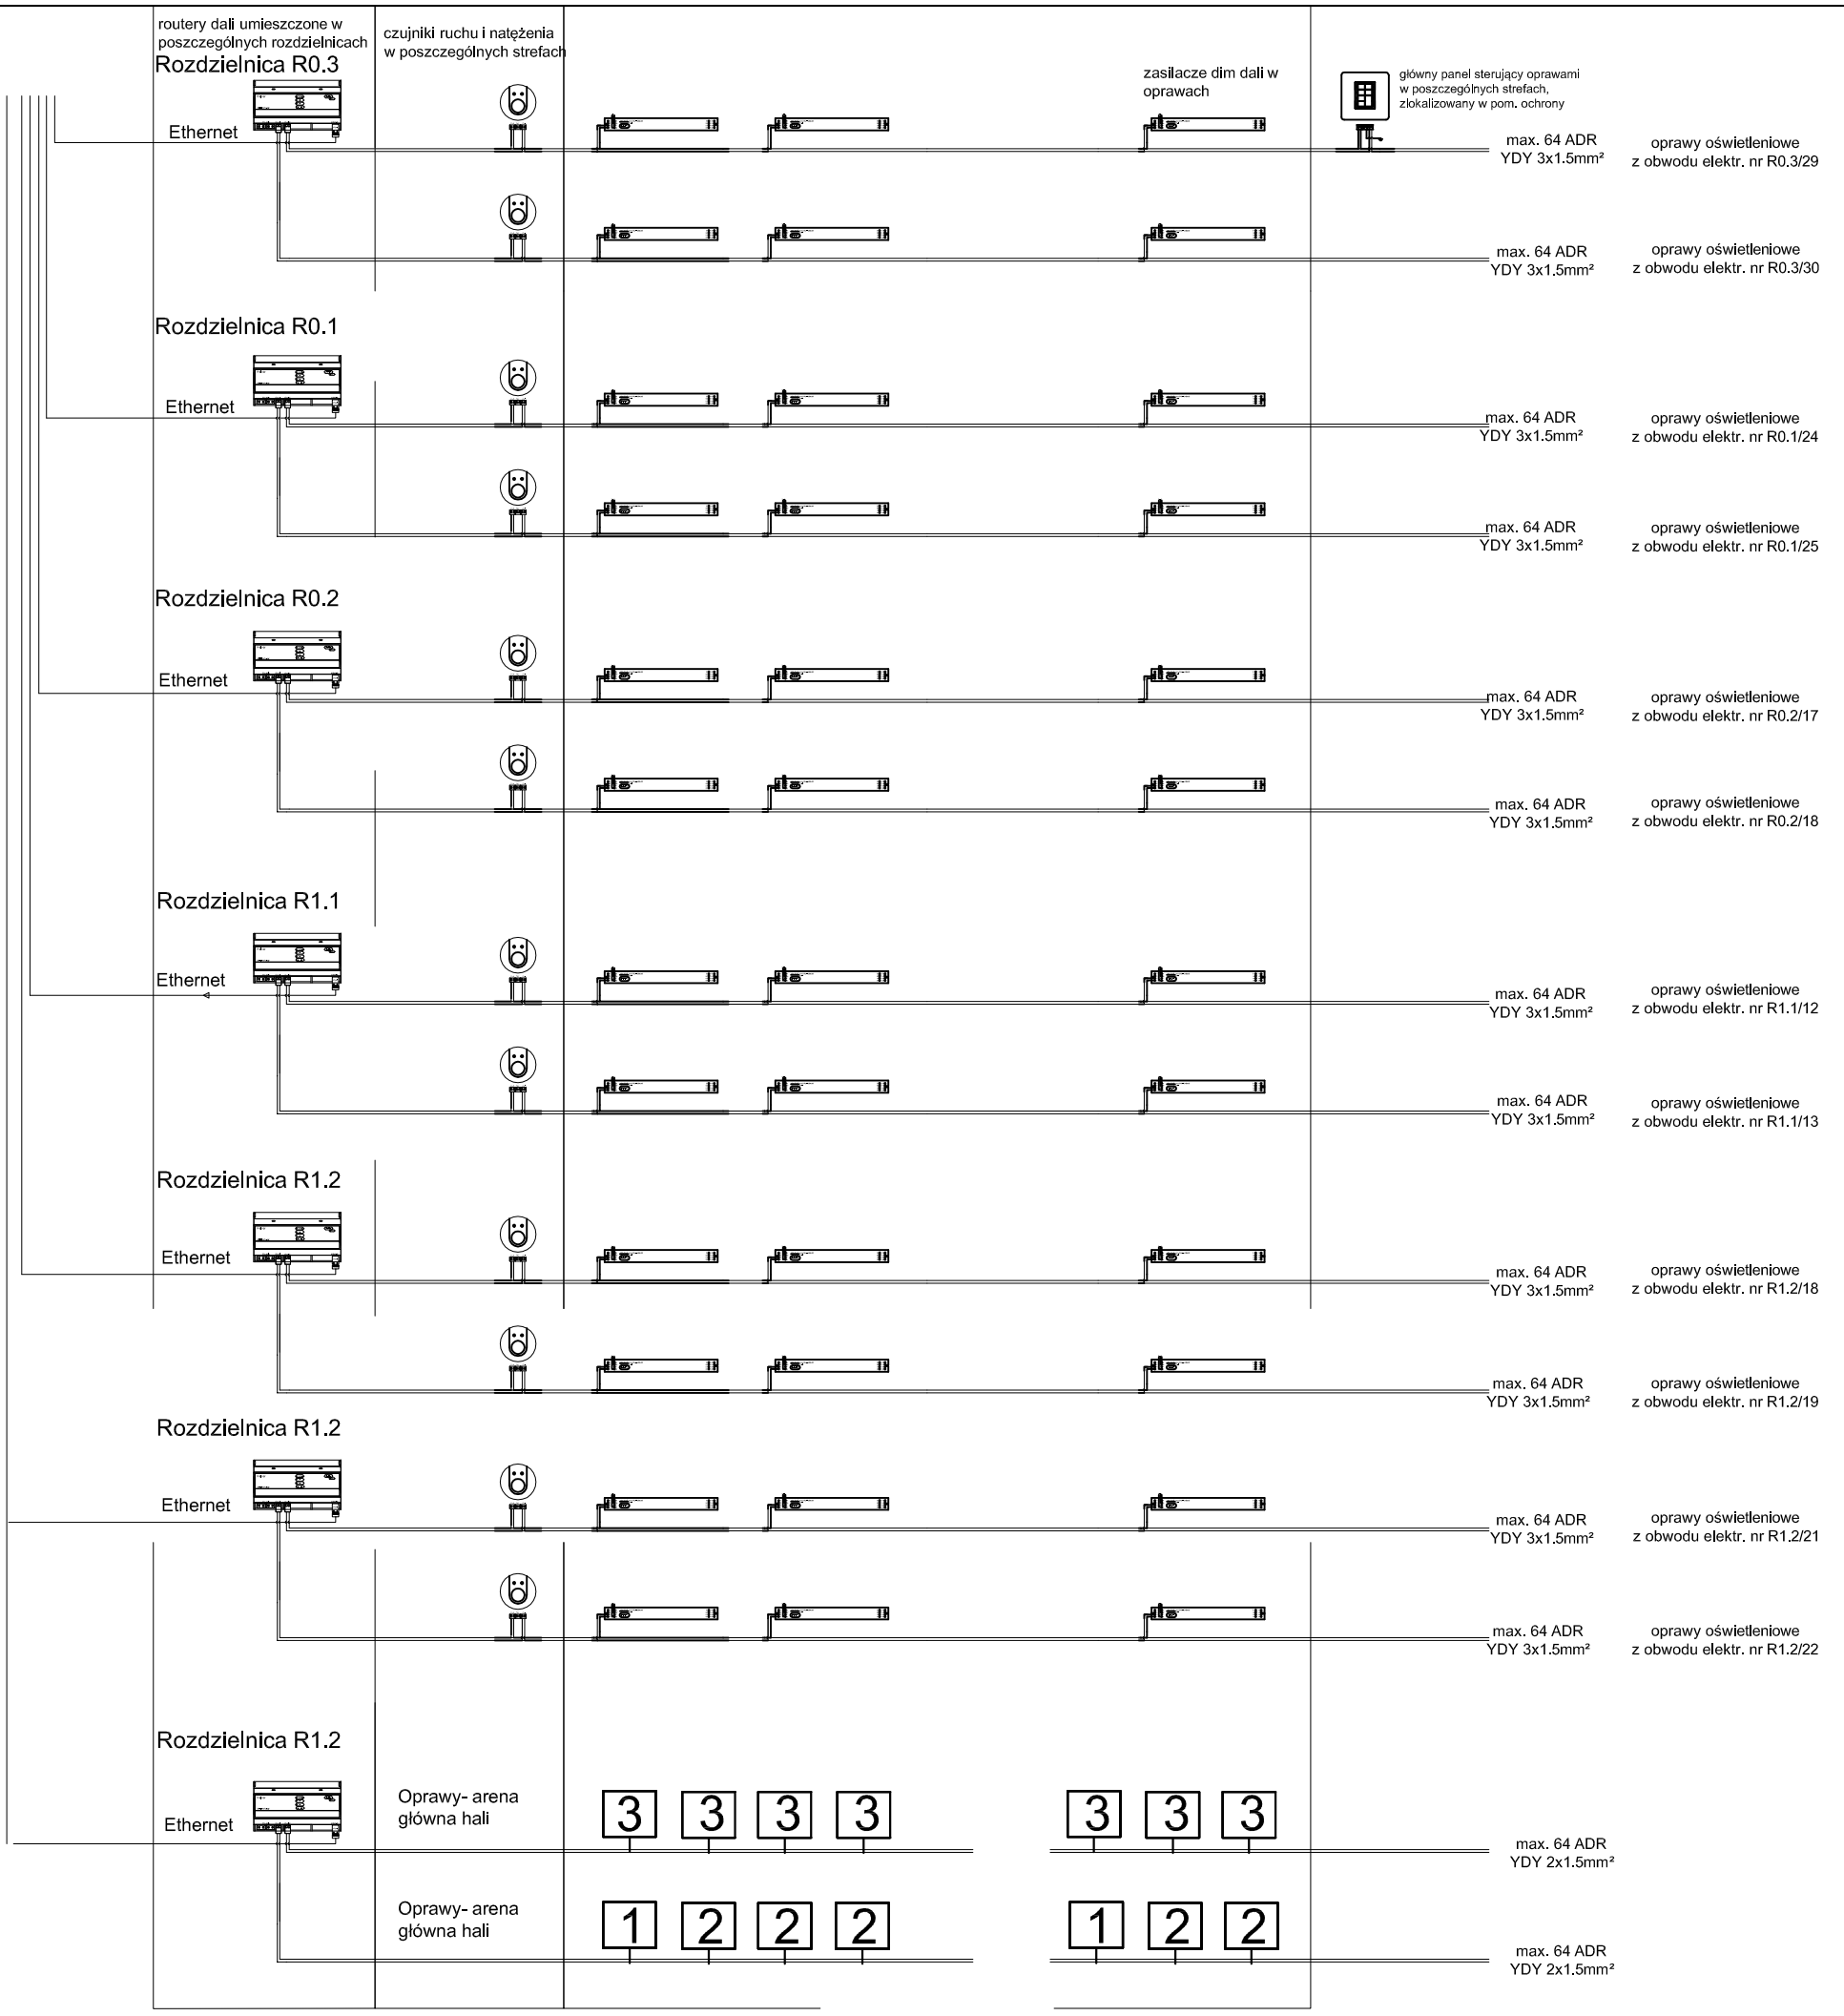 routery dali umieszczone w
poszczególnych rozdzielnicach
czujniki ruchu i natężenia
w poszczególnych strefach
zasilacze dim dali w
oprawach
główny panel sterujący oprawami
w poszczególnych strefach,
zlokalizowany w pom. ochrony
Rozdzielnica R0.3
Ethernet
max. 64 ADR
YDY 3x1.5mm²
oprawy oświetleniowe
z obwodu elektr. nr R0.3/29
max. 64 ADR
YDY 3x1.5mm²
oprawy oświetleniowe
z obwodu elektr. nr R0.3/30
Rozdzielnica R0.1
Ethernet
max. 64 ADR
YDY 3x1.5mm²
oprawy oświetleniowe
z obwodu elektr. nr R0.1/24
max. 64 ADR
YDY 3x1.5mm²
oprawy oświetleniowe
z obwodu elektr. nr R0.1/25
Rozdzielnica R0.2
Ethernet
max. 64 ADR
YDY 3x1.5mm²
oprawy oświetleniowe
z obwodu elektr. nr R0.2/17
max. 64 ADR
YDY 3x1.5mm²
oprawy oświetleniowe
z obwodu elektr. nr R0.2/18
Rozdzielnica R1.1
Ethernet
max. 64 ADR
YDY 3x1.5mm²
oprawy oświetleniowe
z obwodu elektr. nr R1.1/12
max. 64 ADR
YDY 3x1.5mm²
oprawy oświetleniowe
z obwodu elektr. nr R1.1/13
Rozdzielnica R1.2
Ethernet
max. 64 ADR
YDY 3x1.5mm²
oprawy oświetleniowe
z obwodu elektr. nr R1.2/18
max. 64 ADR
YDY 3x1.5mm²
oprawy oświetleniowe
z obwodu elektr. nr R1.2/19
Rozdzielnica R1.2
Ethernet
max. 64 ADR
YDY 3x1.5mm²
oprawy oświetleniowe
z obwodu elektr. nr R1.2/21
max. 64 ADR
YDY 3x1.5mm²
oprawy oświetleniowe
z obwodu elektr. nr R1.2/22
Rozdzielnica R1.2
Ethernet
Oprawy- arena
główna hali
3 3 3 3 3 3 3
max. 64 ADR
YDY 2x1.5mm²
Oprawy- arena
główna hali
1 2 2 2 1 2 2
max. 64 ADR
YDY 2x1.5mm²